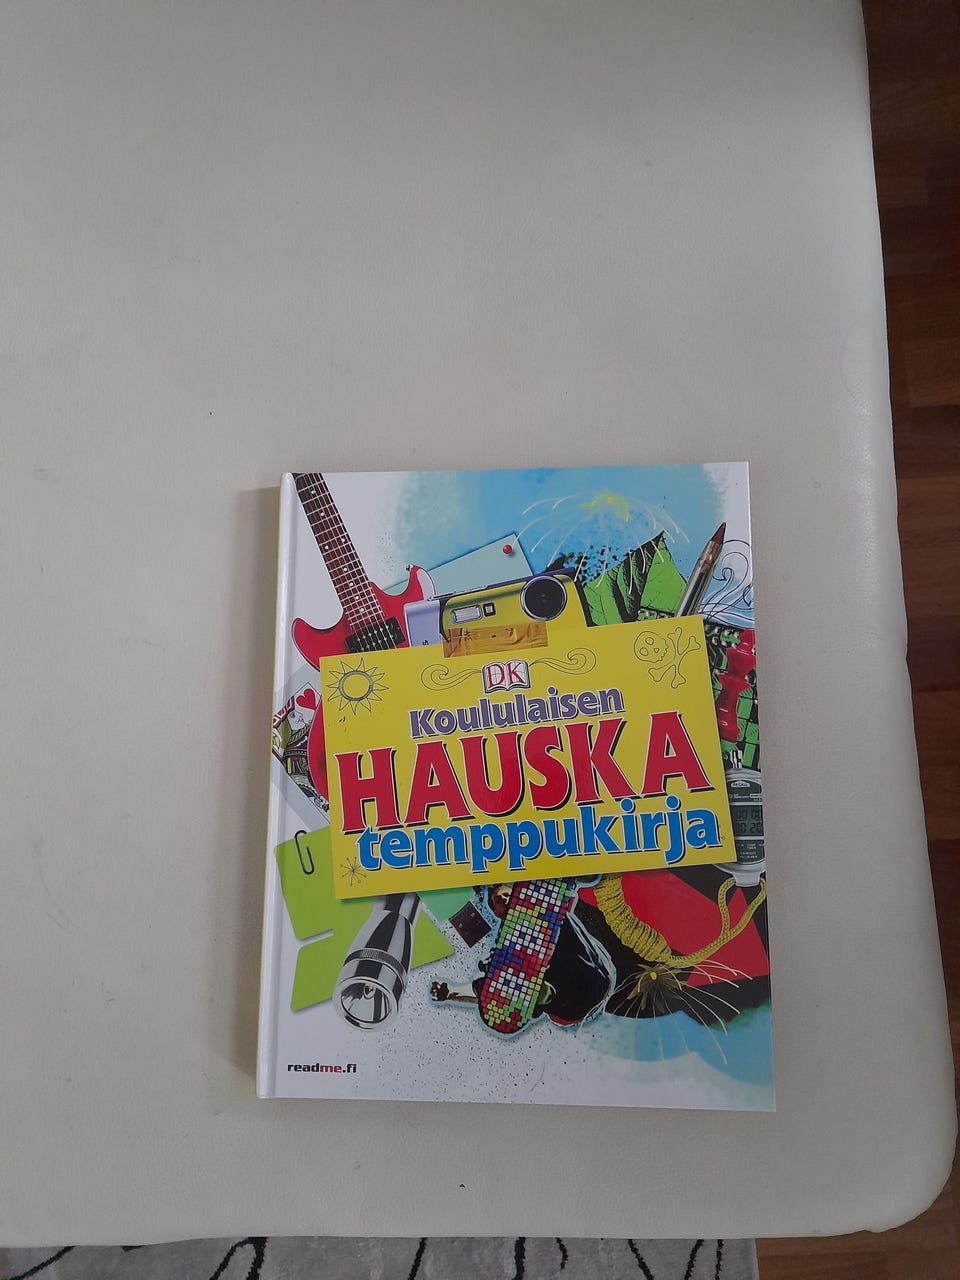 DK
Koululaisen
HAUSKA
temppukirja
readme.fi